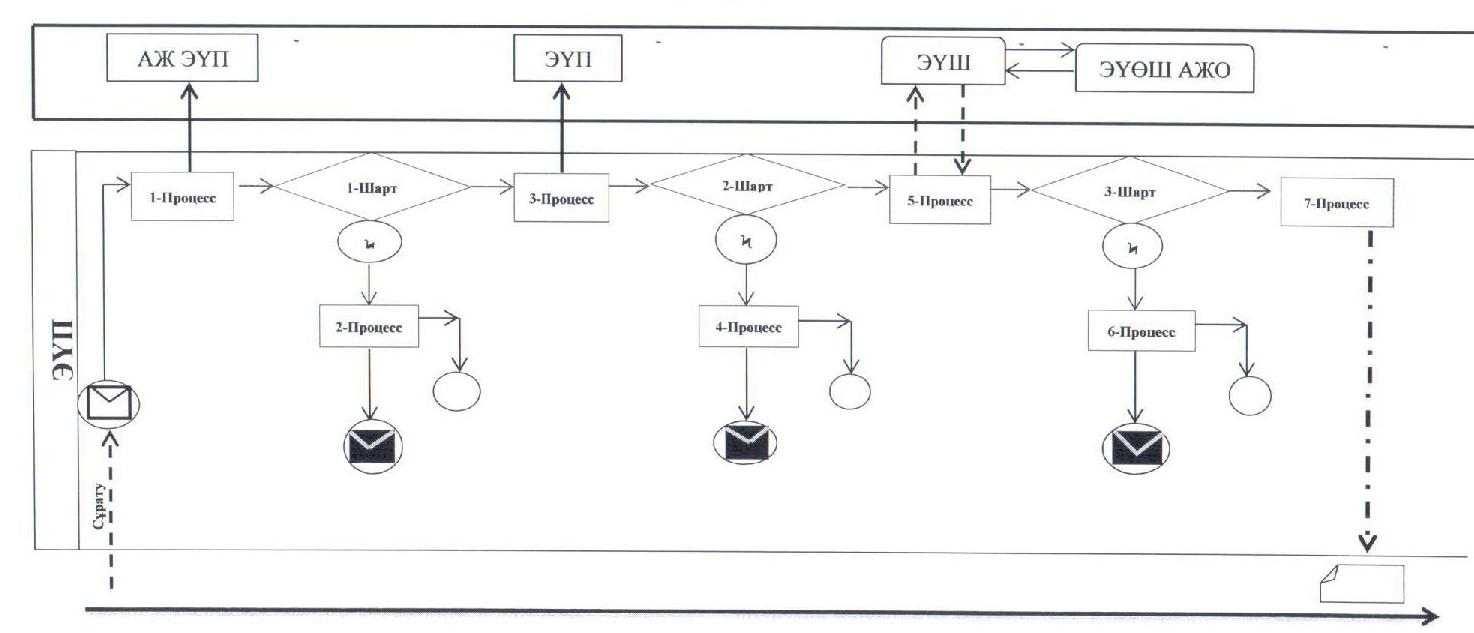 АЖ ЭҮП
ЭҮП
ЭҮШ
ЭҮӨШ АЖО
1-Процесс
1-Шарт
3-Процесс
2-Шарт
5-Процесс
3-Шарт
7-Процесс
2-Процесс
4-Процесс
6-Процесс
ЭҮП
Сұрату